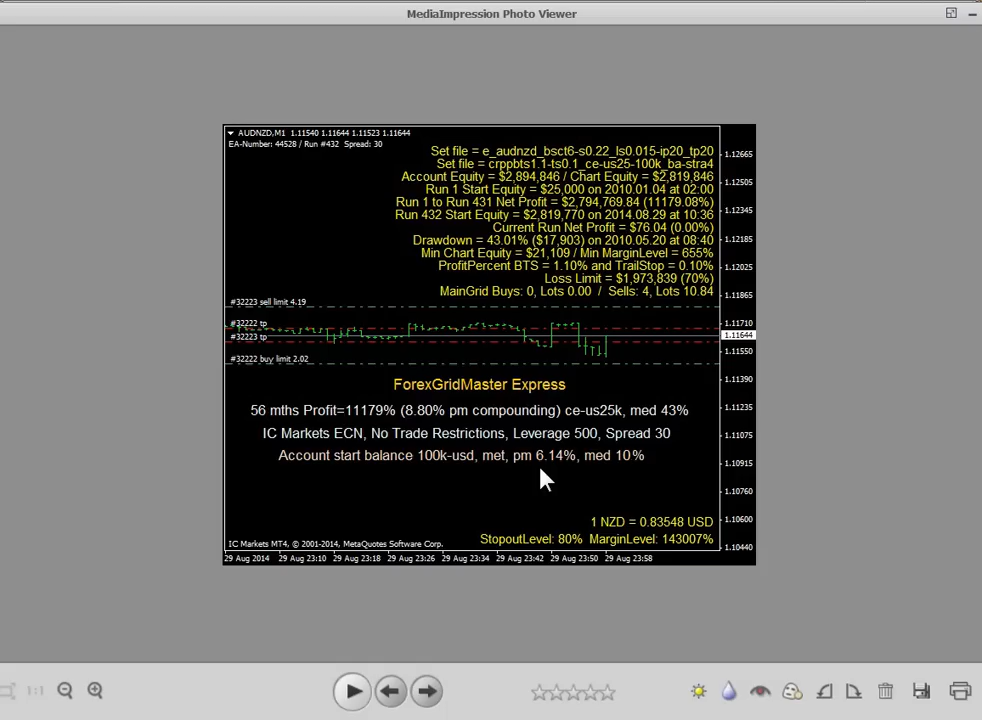 MediaImpression Photo Viewer
AUDNZD,M1 1.11540 1.11644 1.11523 1.11644
EA-Number: 44528 / Run #432 Spread: 30
Set file = e_audnzd_bsct6-s0.22_ls0.015-ip20_tp20
Set file = crppbts1.1-ts0.1_ce-us25-100k_ba-stra4
Account Equity = $2,894,846 / Chart Equity = $2,819,846
Run 1 Start Equity = $25,000 on 2010.01.04 at 02:00
Run 1 to Run 431 Net Profit = $2,794,769.84 (11179.08%)
Run 432 Start Equity = $2,819,770 on 2014.08.29 at 10:36
Current Run Net Profit = $76.04 (0.00%)
Drawdown = 43.01% ($17,903) on 2010.05.20 at 08:40
Min Chart Equity = $21,109 / Min MarginLevel = 655%
ProfitPercent BTS = 1.10% and TrailStop = 0.10%
Loss Limit = $1,973,839 (70%)
MainGrid Buys: 0, Lots 0.00 / Sells: 4, Lots 10.84
1.12665
1.12505
1.12345
1.12185
1.12025
1.11865
1.11710
1.11644
1.11550
1.11390
1.11235
1.11075
1.10915
1.10760
1.10600
1.10440
#32223 sell limit 4.19
#32222 tp
#32223 tp
#32222 buy limit 2.02
ForexGridMaster Express
56 mths Profit=11179% (8.80% pm compounding) ce-us25k, med 43%
IC Markets ECN, No Trade Restrictions, Leverage 500, Spread 30
Account start balance 100k-usd, met, pm 6.14%, med 10%
1 NZD = 0.83548 USD
StopoutLevel: 80% MarginLevel: 143007%
IC Markets MT4, © 2001-2014, MetaQuotes Software Corp.
29 Aug 2014 29 Aug 23:10 29 Aug 23:18 29 Aug 23:26 29 Aug 23:34 29 Aug 23:42 29 Aug 23:50 29 Aug 23:58
1:1